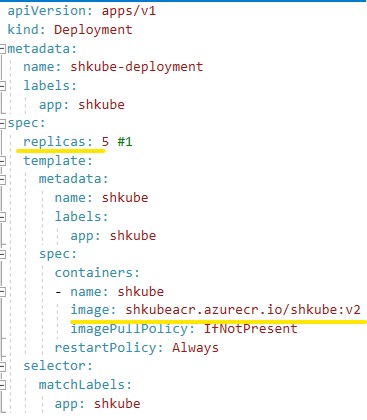 apiVersion: apps/v1
kind: Deployment
metadata:
  name: shkube-deployment
  labels:
    app: shkube
spec:
  replicas: 5 #1
  template:
    metadata:
      name: shkube
      labels:
        app: shkube
    spec:
      containers:
      - name: shkube
        image: shkubeacr.azurecr.io/shkube:v2
        imagePullPolicy: IfNotPresent
      restartPolicy: Always
  selector:
    matchLabels:
      app: shkube